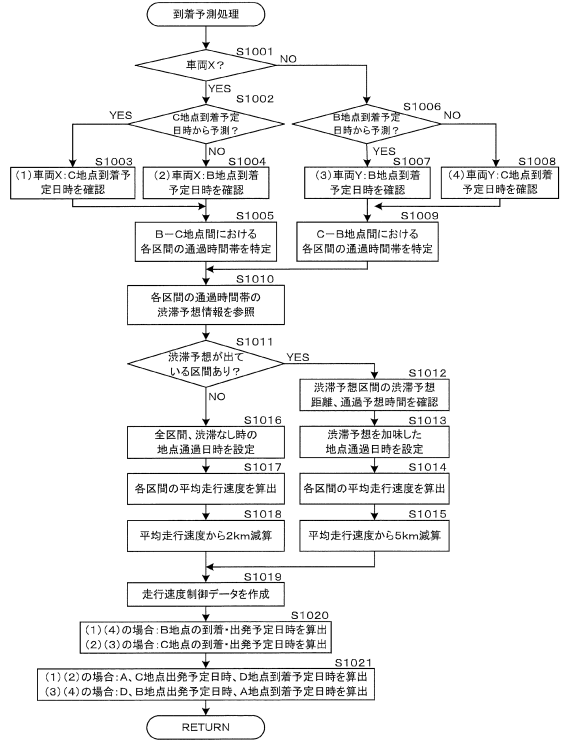 到着予測処理
S1001
車両X?
NO
YES
S1002
C地点到着予定
日時から予測?
YES
NO
S1006
B地点到着予定
日時から予測?
NO
YES
S1003
(1)車両X:C地点到着予
定日時を確認
S1004
(2)車両X:B地点到着
予定日時を確認
S1007
(3)車両Y:B地点到着
予定日時を確認
S1008
(4)車両Y:C地点到着
予定日時を確認
S1005
B-C地点間における
各区間の通過時間帯を特定
S1009
C-B地点間における
各区間の通過時間帯を特定
S1010
各区間の通過時間帯の
渋滞予想情報を参照
S1011
渋滞予想が出て
いる区間あり?
YES
NO
S1012
渋滞予想区間の渋滞予想
距離、通過予想時間を確認
S1016
全区間、渋滞なし時の
地点通過日時を設定
S1013
渋滞予想を加味した
地点通過日時を設定
S1017
各区間の平均走行速度を算出
S1014
各区間の平均走行速度を算出
S1018
平均走行速度から2km減算
S1015
平均走行速度から5km減算
S1019
走行速度制御データを作成
S1020
(1)(4)の場合:B地点の到着・出発予定日時を算出
(2)(3)の場合:C地点の到着・出発予定日時を算出
S1021
(1)(2)の場合:A、C地点出発予定日時、D地点到着予定日時を算出
(3)(4)の場合:D、B地点出発予定日時、A地点到着予定日時を算出
RETURN